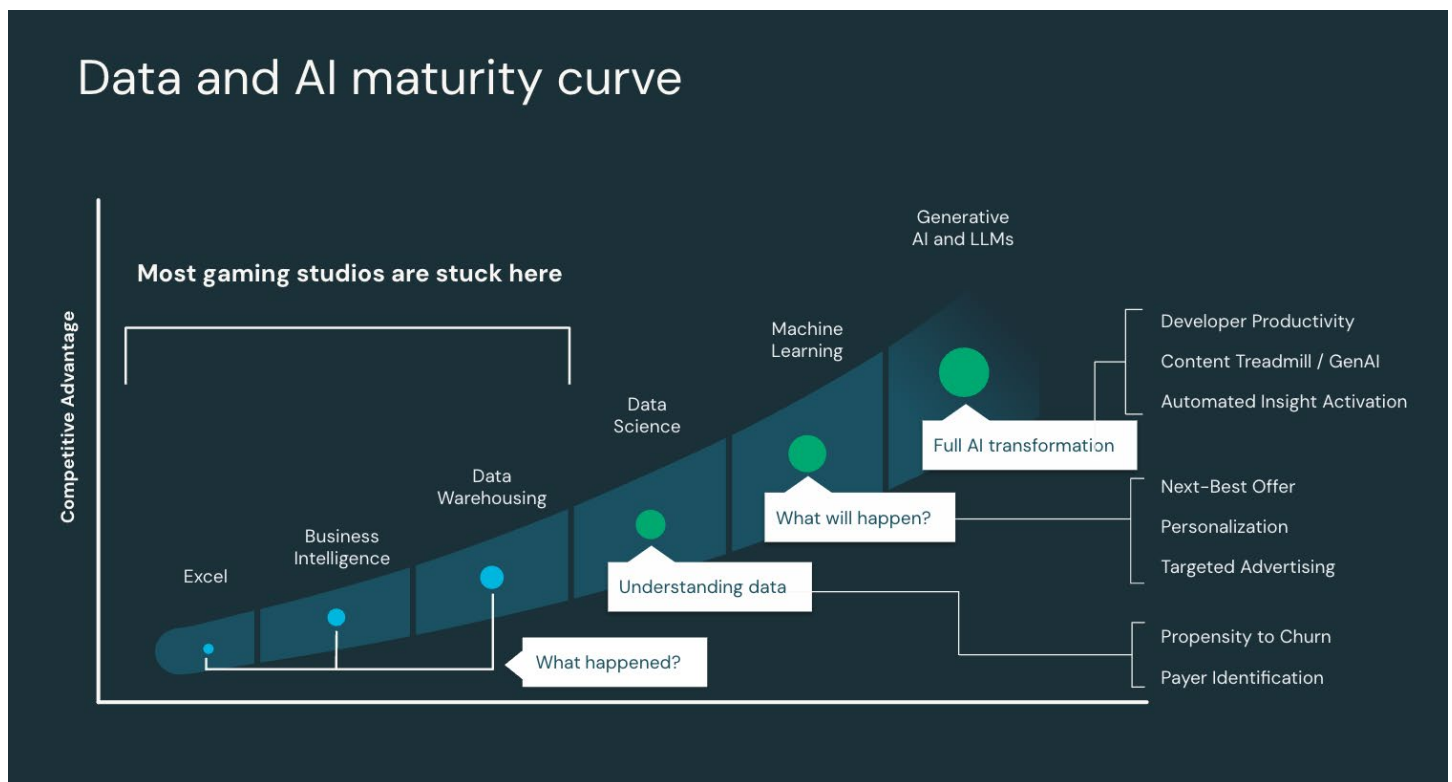 Data and AI maturity curve
Generative
AI and LLMs
Most gaming studios are stuck here
Competitive Advantage
Machine
Learning
Data
Science
Data
Warehousing
Business
Intelligence
Excel
Full AI transformation
What will happen?
Understanding data
What happened?
Developer Productivity
Content Treadmill / GenAI
Automated Insight Activation
Next-Best Offer
Personalization
Targeted Advertising
Propensity to Churn
Payer Identification